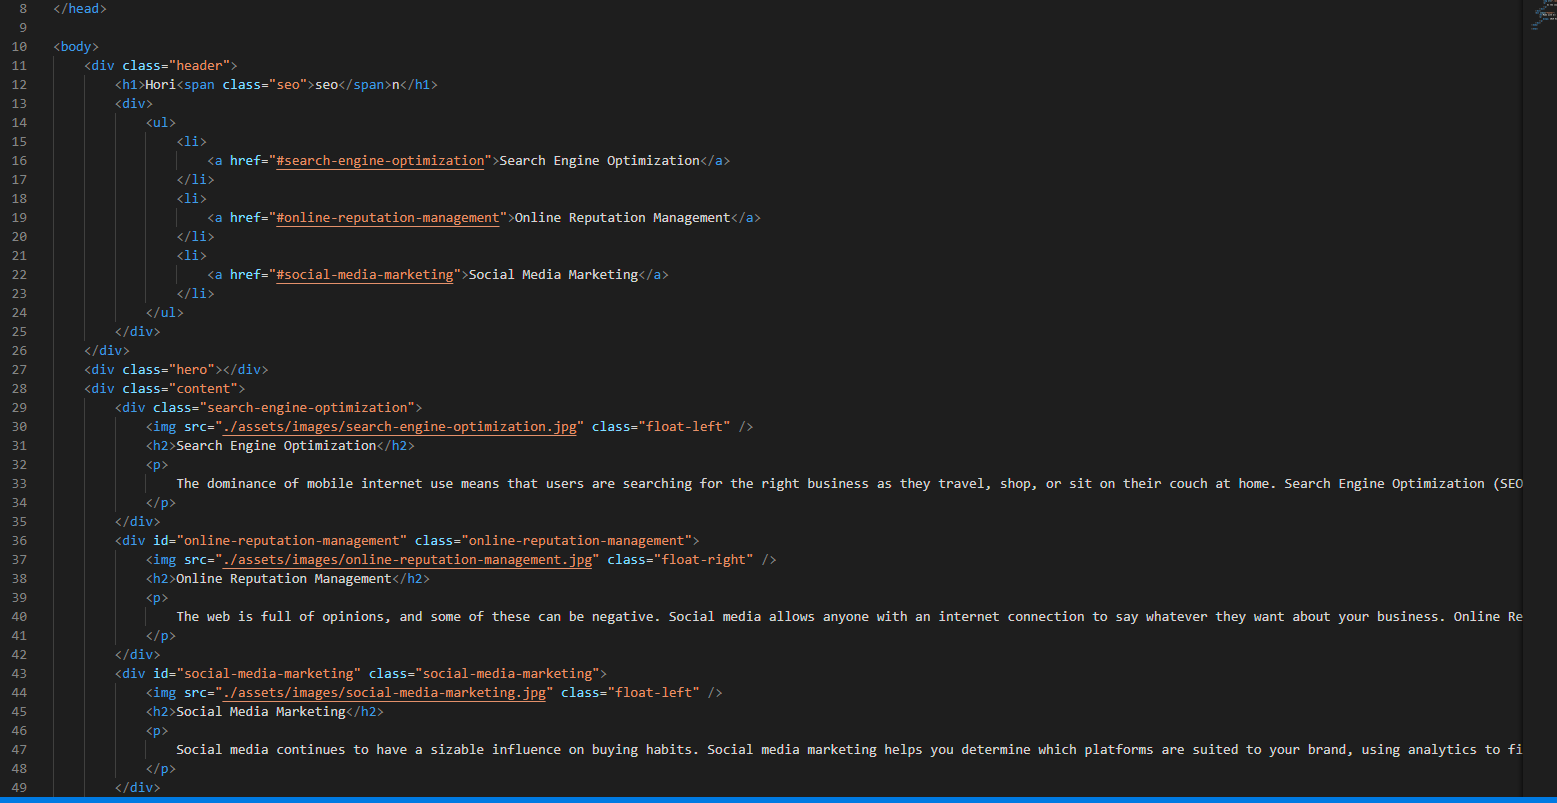 8 </head>
9
10 <body>
11     <div class="header">
12         <h1>Hori<span class="seo">seo</span>n</h1>
13         <div>
14             <ul>
15                 <li>
16                     <a href="#search-engine-optimization">Search Engine Optimization</a>
17                 </li>
18                 <li>
19                     <a href="#online-reputation-management">Online Reputation Management</a>
20                 </li>
21                 <li>
22                     <a href="#social-media-marketing">Social Media Marketing</a>
23                 </li>
24             </ul>
25         </div>
26     </div>
27     <div class="hero"></div>
28     <div class="content">
29         <div class="search-engine-optimization">
30             <img src="./assets/images/search-engine-optimization.jpg" class="float-left" />
31             <h2>Search Engine Optimization</h2>
32             <p>
33                 The dominance of mobile internet use means that users are searching for the right business as they travel, shop, or sit on their couch at home. Search Engine Optimization (SEO
34             </p>
35         </div>
36         <div id="online-reputation-management" class="online-reputation-management">
37             <img src="./assets/images/online-reputation-management.jpg" class="float-right" />
38             <h2>Online Reputation Management</h2>
39             <p>
40                 The web is full of opinions, and some of these can be negative. Social media allows anyone with an internet connection to say whatever they want about your business. Online Re
41             </p>
42         </div>
43         <div id="social-media-marketing" class="social-media-marketing">
44             <img src="./assets/images/social-media-marketing.jpg" class="float-left" />
45             <h2>Social Media Marketing</h2>
46             <p>
47                 Social media continues to have a sizable influence on buying habits. Social media marketing helps you determine which platforms are suited to your brand, using analytics to fi
48             </p>
49         </div>